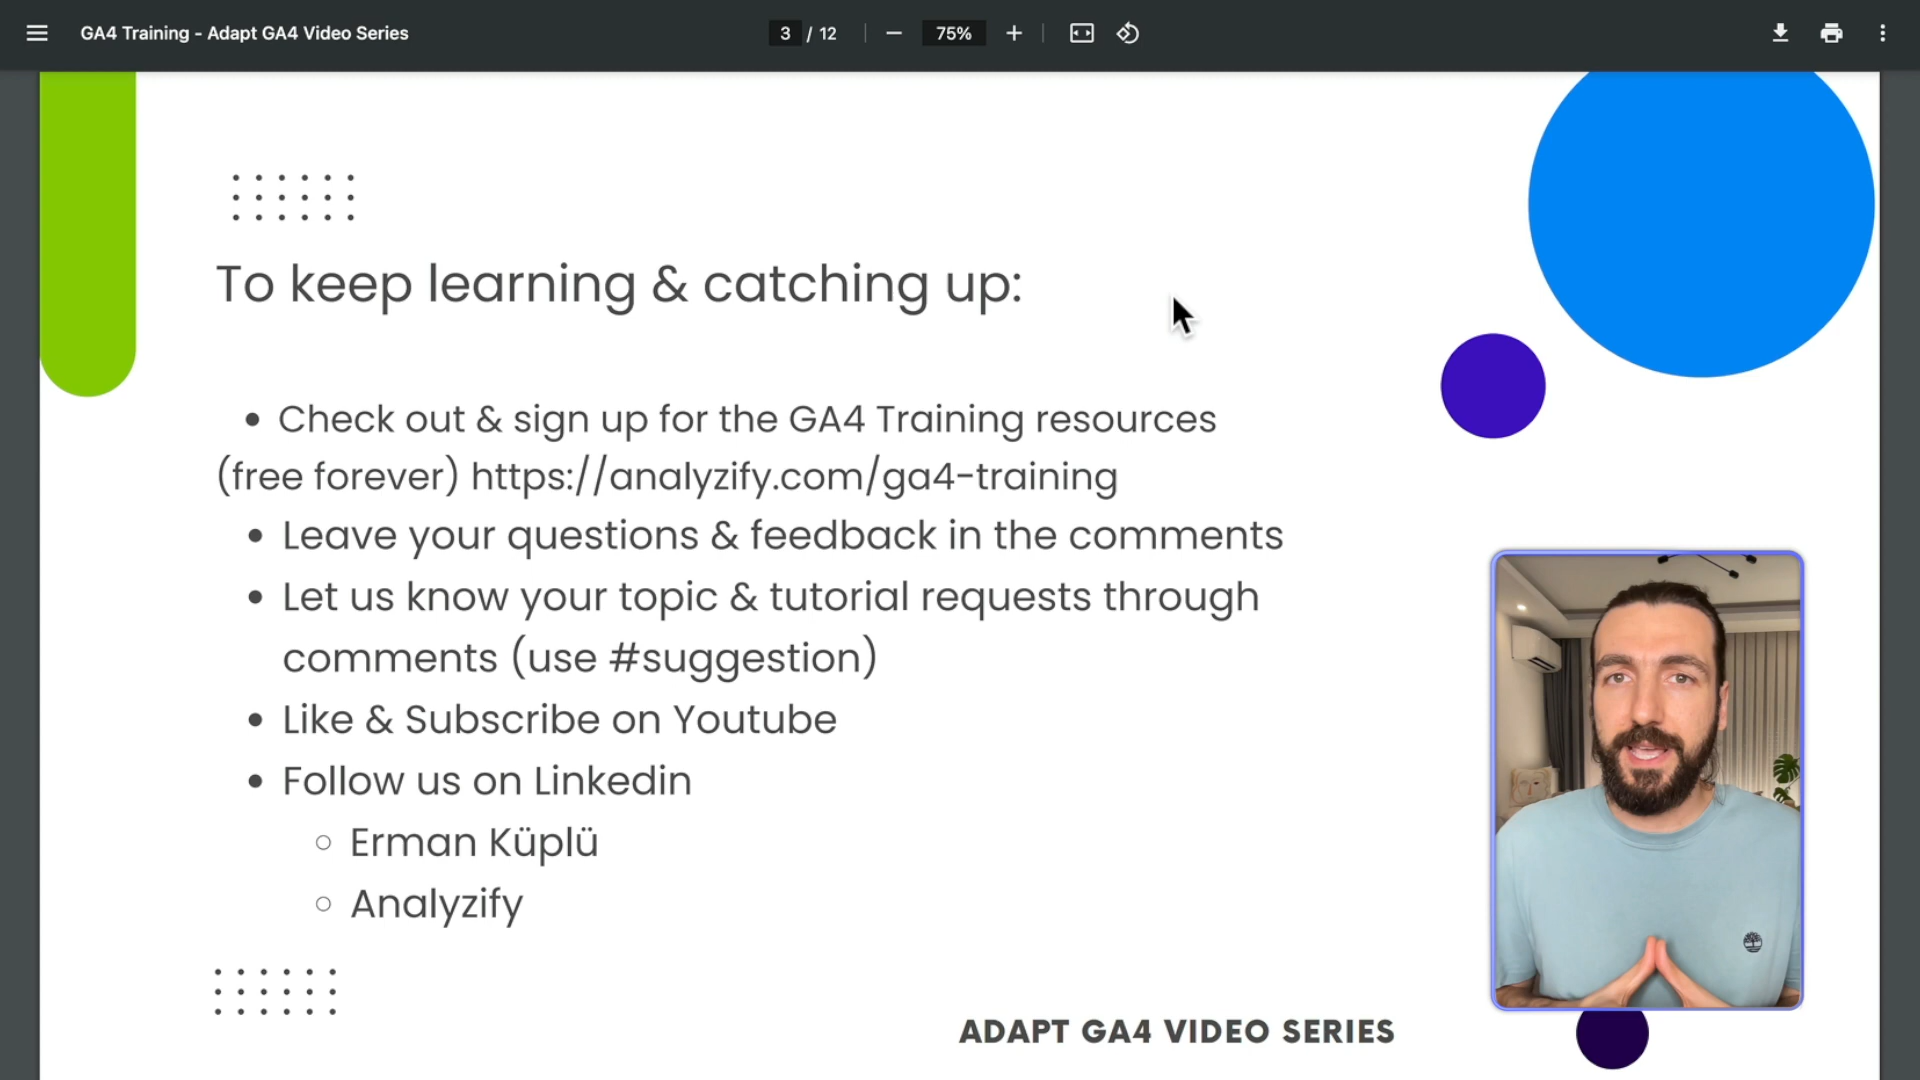 GA4 Training - Adapt GA4 Video Series
3 / 12
75%
To keep learning & catching up:
• Check out & sign up for the GA4 Training resources
(free forever) https://analyzify.com/ga4-training
• Leave your questions & feedback in the comments
• Let us know your topic & tutorial requests through
comments (use #suggestion)
• Like & Subscribe on Youtube
• Follow us on Linkedin
○ Erman Küplü
○ Analyzify
ADAPT GA4 VIDEO SERIES